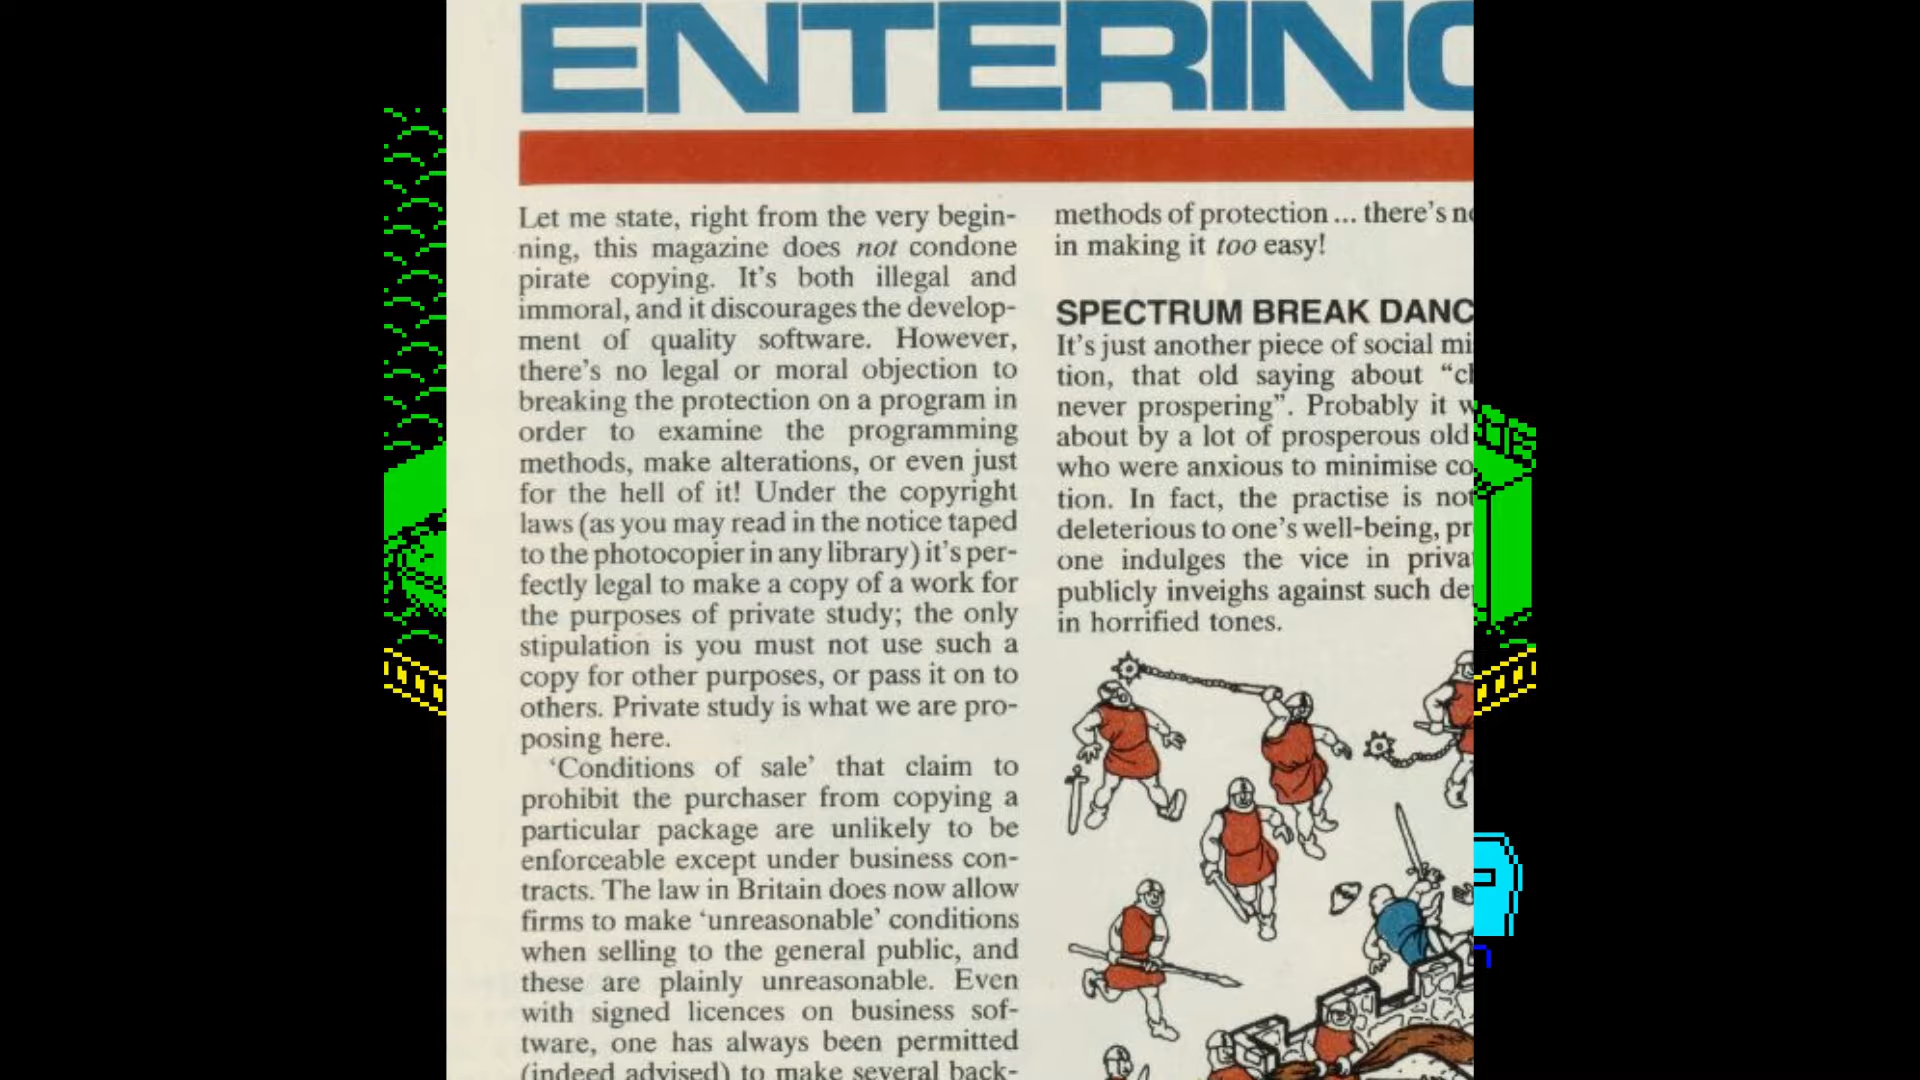 ENTERING
Let me state, right from the very begin-
ning, this magazine does not condone
pirate copying. It's both illegal and
immoral, and it discourages the develop-
ment of quality software. However,
there's no legal or moral objection to
breaking the protection on a program in
order to examine the programming
methods, make alterations, or even just
for the hell of it! Under the copyright
laws (as you may read in the notice taped
to the photocopier in any library) it's per-
fectly legal to make a copy of a work for
the purposes of private study; the only
stipulation is you must not use such a
copy for other purposes, or pass it on to
others. Private study is what we are pro-
posing here.
'Conditions of sale' that claim to
prohibit the purchaser from copying a
particular package are unlikely to be
enforceable except under business con-
tracts. The law in Britain does now allow
firms to make 'unreasonable' conditions
when selling to the general public, and
these are plainly unreasonable. Even
with signed licences on business sof-
tware, one has always been permitted
(indeed advised) to make several back-
methods of protection ... there's
in making it too easy!
SPECTRUM BREAK
It's just another piece of social
tion, that old saying about
never prospering". Probably it
about by a lot of prosperous old
who were anxious to minimise
tion. In fact, the practise is
deleterious to one's well-being,
one indulges the vice in
publicly inveighs against such
in horrified tones.